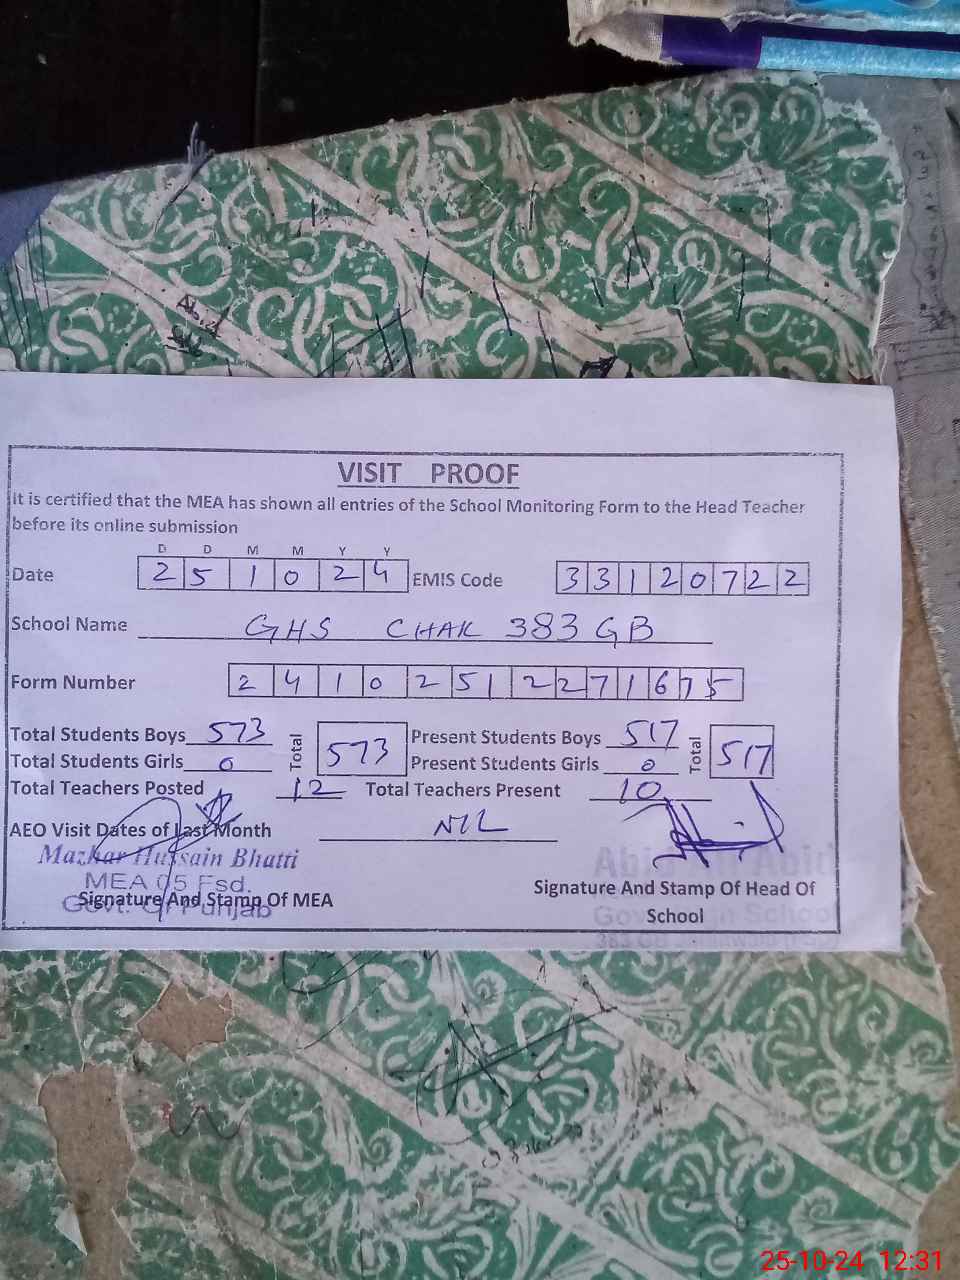 VISIT PROOF
It is certified that the MEA has shown all entries of the School Monitoring Form to the Head Teacher
before its online submission
D D M M Y Y
Date 2 5 1 0 2 4 EMIS Code 3 3 1 2 0 7 2 2
School Name GHS CHAK 383 GB
Form Number 2 4 1 0 2 5 1 2 2 7 1 6 7 5
Total Students Boys 573 Total 573 Present Students Boys 517 Total 517
Total Students Girls 0 Present Students Girls 0
Total Teachers Posted 12 Total Teachers Present 10
AEO Visit Dates of Last Month NIL
Mazhar Hussain Bhatti
MEA 05 Fsd.
Govt. Of Punjab
Signature And Stamp Of MEA
Abid Ali Abid
Signature And Stamp Of Head Of
School
Govt. High School
25-10-24 12:31